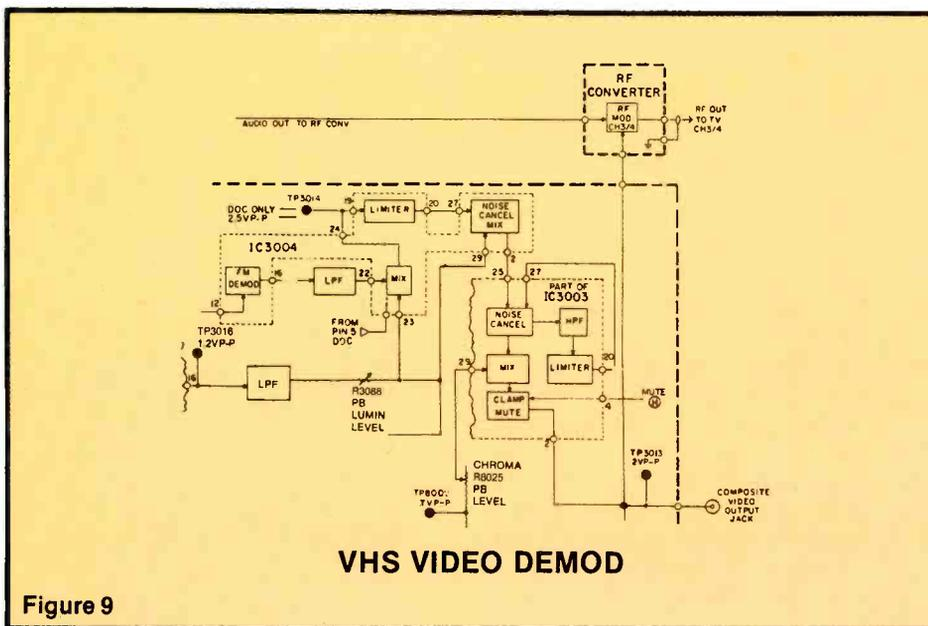 RF
CONVERTER
RF
MOD
CH3/4
RF OUT
TO TV
CH3/4
AUDIO OUT TO RF CONV
DOC ONLY
2.5VP-P
TP3014
19
LIMITER
20
27
NOISE
CANCEL
MIX
24
IC3004
29
2
FM
DEMOD
16
LPF
22
MIX
25
27
PART OF
IC3003
12
FROM
PIN 5
DOC
23
NOISE
CANCEL
HPF
TP3016
1.2VP-P
29
MIX
LIMITER
20
16
LPF
R3088
PB
LUMIN
LEVEL
CLAMP
MUTE
4
MUTE
H
2
TP3013
2VP-P
CHROMA
R8025
PB
LEVEL
COMPOSITE
VIDEO
OUTPUT
JACK
VHS VIDEO DEMOD
Figure 9